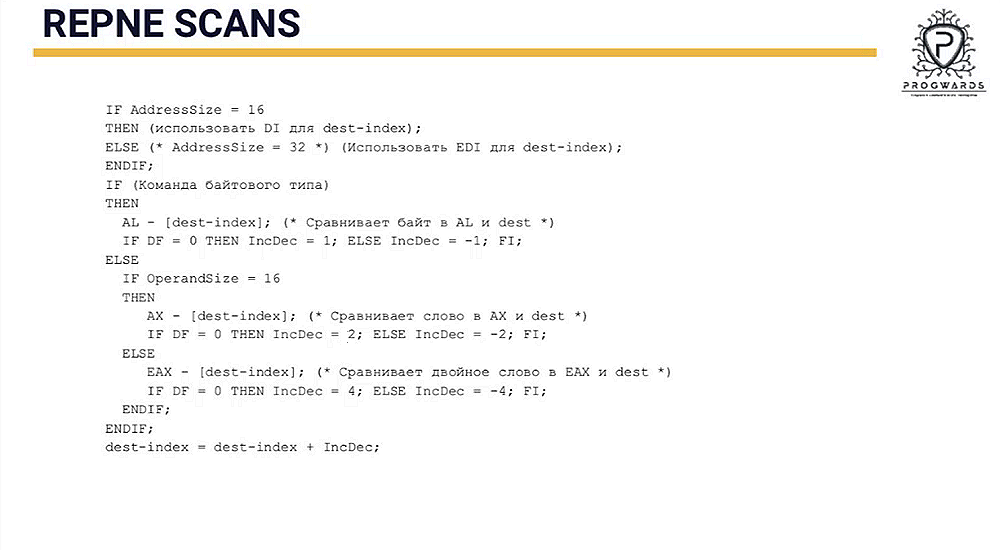 REPNE SCANS
P
PROGWARDS
IF AddressSize = 16
THEN (использовать DI для dest-index);
ELSE (* AddressSize = 32 *) (Использовать EDI для dest-index);
ENDIF;
IF (Команда байтового типа)
THEN
AL - [dest-index]; (* Сравнивает байт в AL и dest *)
IF DF = 0 THEN IncDec = 1; ELSE IncDec = -1; FI;
ELSE
IF OperandSize = 16
THEN
AX - [dest-index]; (* Сравнивает слово в AX и dest *)
IF DF = 0 THEN IncDec = 2; ELSE IncDec = -2; FI;
ELSE
EAX - [dest-index]; (* Сравнивает двойное слово в EAX и dest *)
IF DF = 0 THEN IncDec = 4; ELSE IncDec = -4; FI;
ENDIF;
ENDIF;
dest-index = dest-index + IncDec;